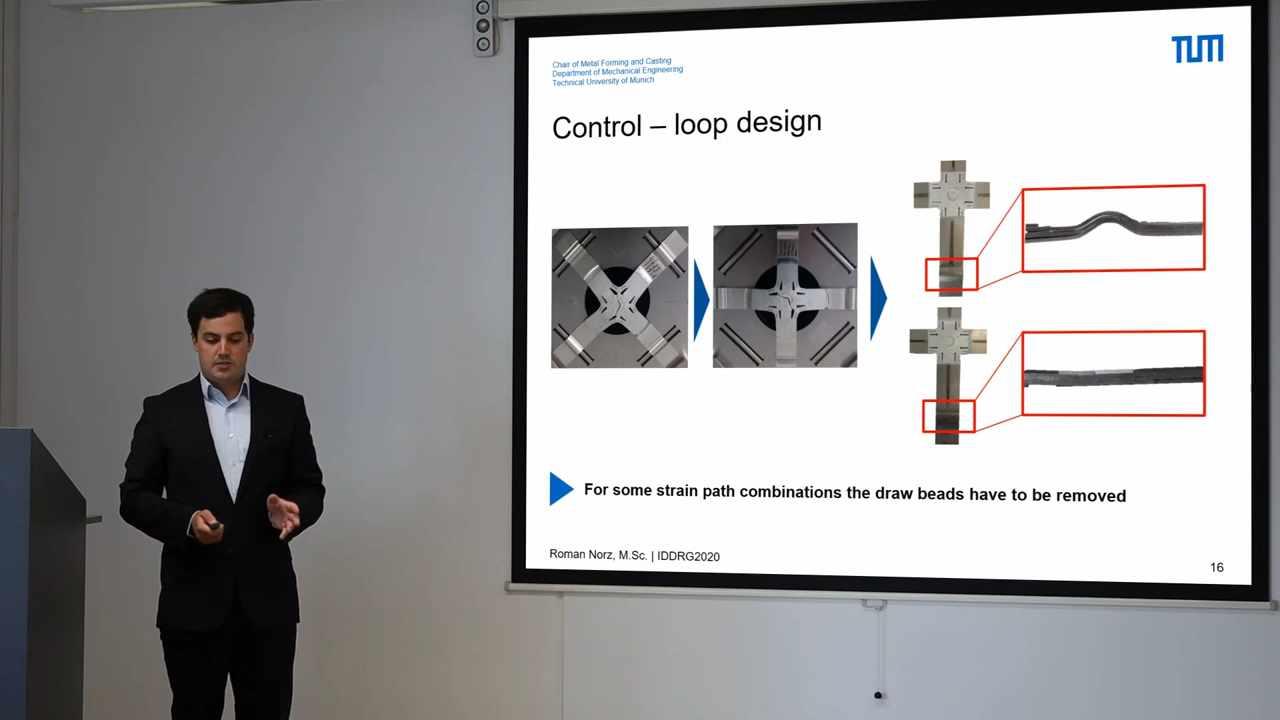 Chair of Metal Forming and Casting
Department of Mechanical Engineering
Technical University of Munich
TUM
Control – loop design
For some strain path combinations the draw beads have to be removed
Roman Norz, M.Sc. | IDDRG2020
16